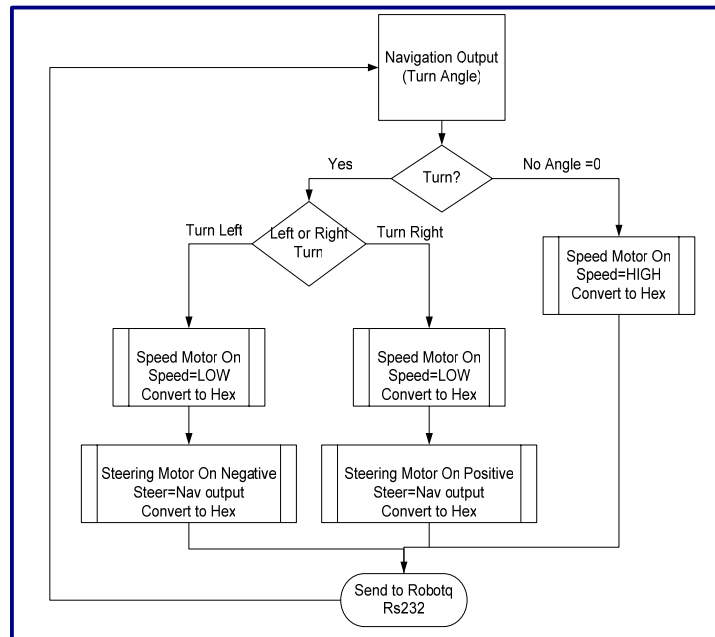 Navigation Output
(Turn Angle)
Yes
Turn?
No Angle =0
Turn Left
Left or Right
Turn
Turn Right
Speed Motor On
Speed=HIGH
Convert to Hex
Speed Motor On
Speed=LOW
Convert to Hex
Speed Motor On
Speed=LOW
Convert to Hex
Steering Motor On Negative
Steer=Nav output
Convert to Hex
Steering Motor On Positive
Steer=Nav output
Convert to Hex
Send to Robotq
Rs232